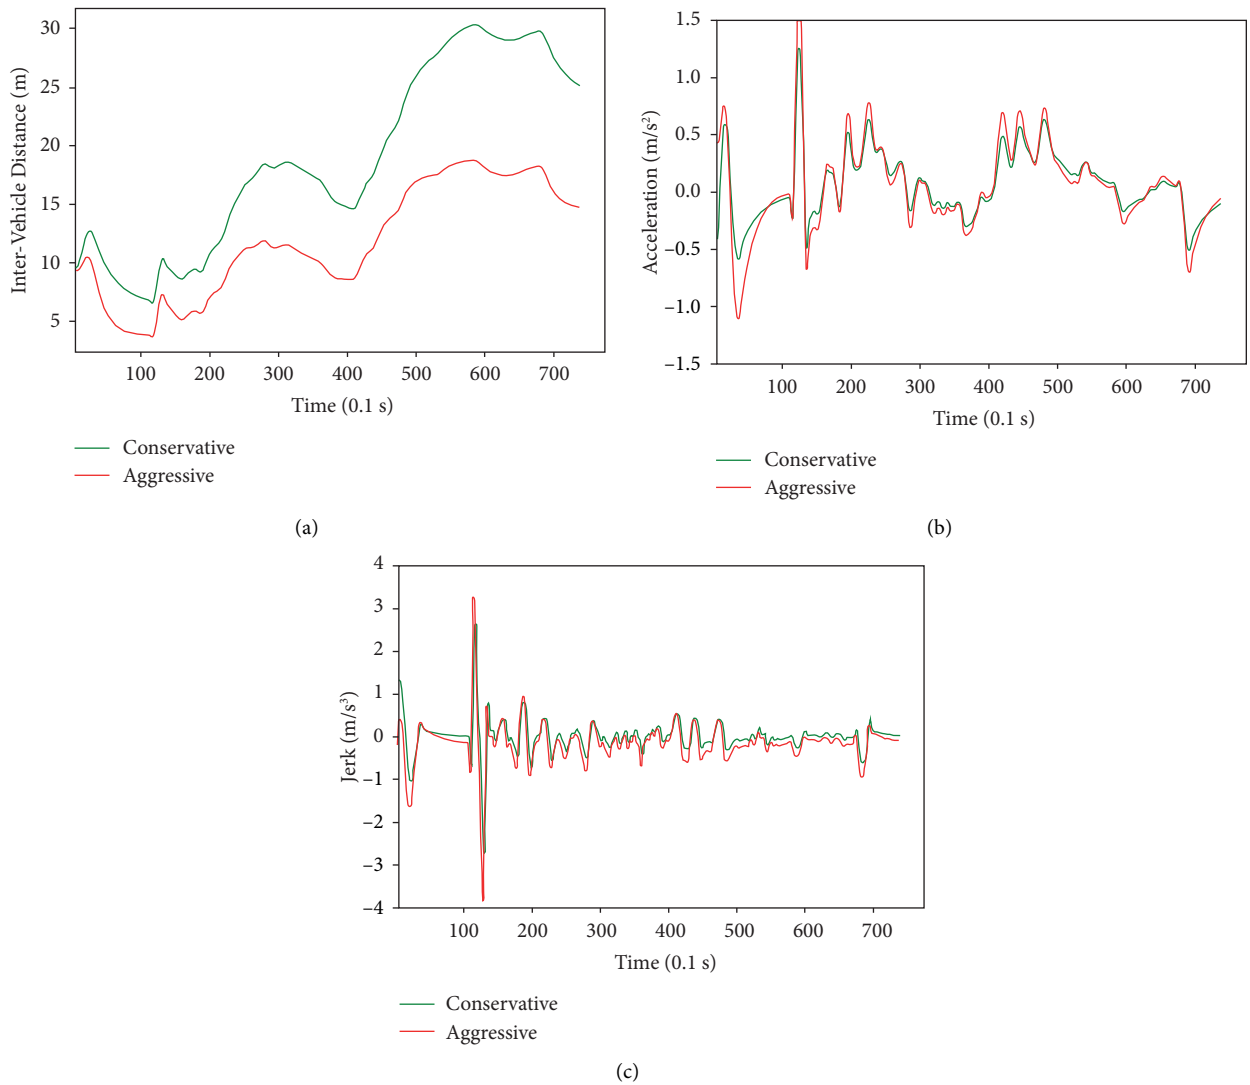 30
25
20
15
10
5
Inter-Vehicle Distance (m)
100 200 300 400 500 600 700
Time (0.1 s)
Conservative
Aggressive
(a)
1.5
1.0
0.5
0.0
–0.5
–1.0
–1.5
Acceleration (m/s²)
100 200 300 400 500 600 700
Time (0.1 s)
Conservative
Aggressive
(b)
4
3
2
1
0
–1
–2
–3
–4
Jerk (m/s³)
100 200 300 400 500 600 700
Time (0.1 s)
Conservative
Aggressive
(c)